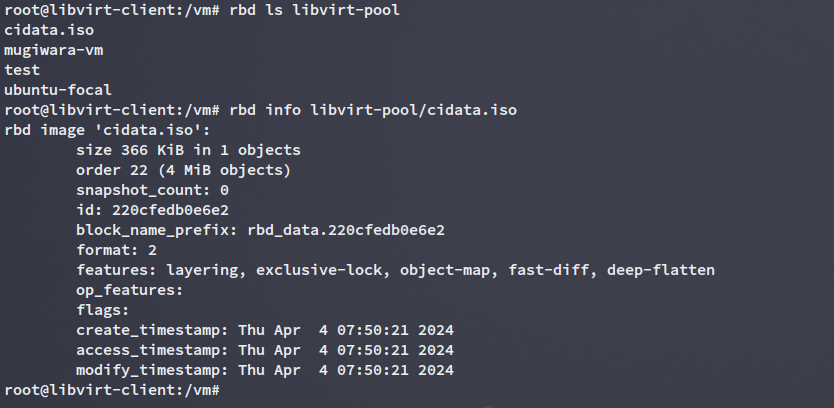 root@libvirt-client:/vm# rbd ls libvirt-pool
cidata.iso
mugiwara-vm
test
ubuntu-focal
root@libvirt-client:/vm# rbd info libvirt-pool/cidata.iso
rbd image 'cidata.iso':
        size 366 KiB in 1 objects
        order 22 (4 MiB objects)
        snapshot_count: 0
        id: 220cfedb0e6e2
        block_name_prefix: rbd_data.220cfedb0e6e2
        format: 2
        features: layering, exclusive-lock, object-map, fast-diff, deep-flatten
        op_features:
        flags:
        create_timestamp: Thu Apr  4 07:50:21 2024
        access_timestamp: Thu Apr  4 07:50:21 2024
        modify_timestamp: Thu Apr  4 07:50:21 2024
root@libvirt-client:/vm#